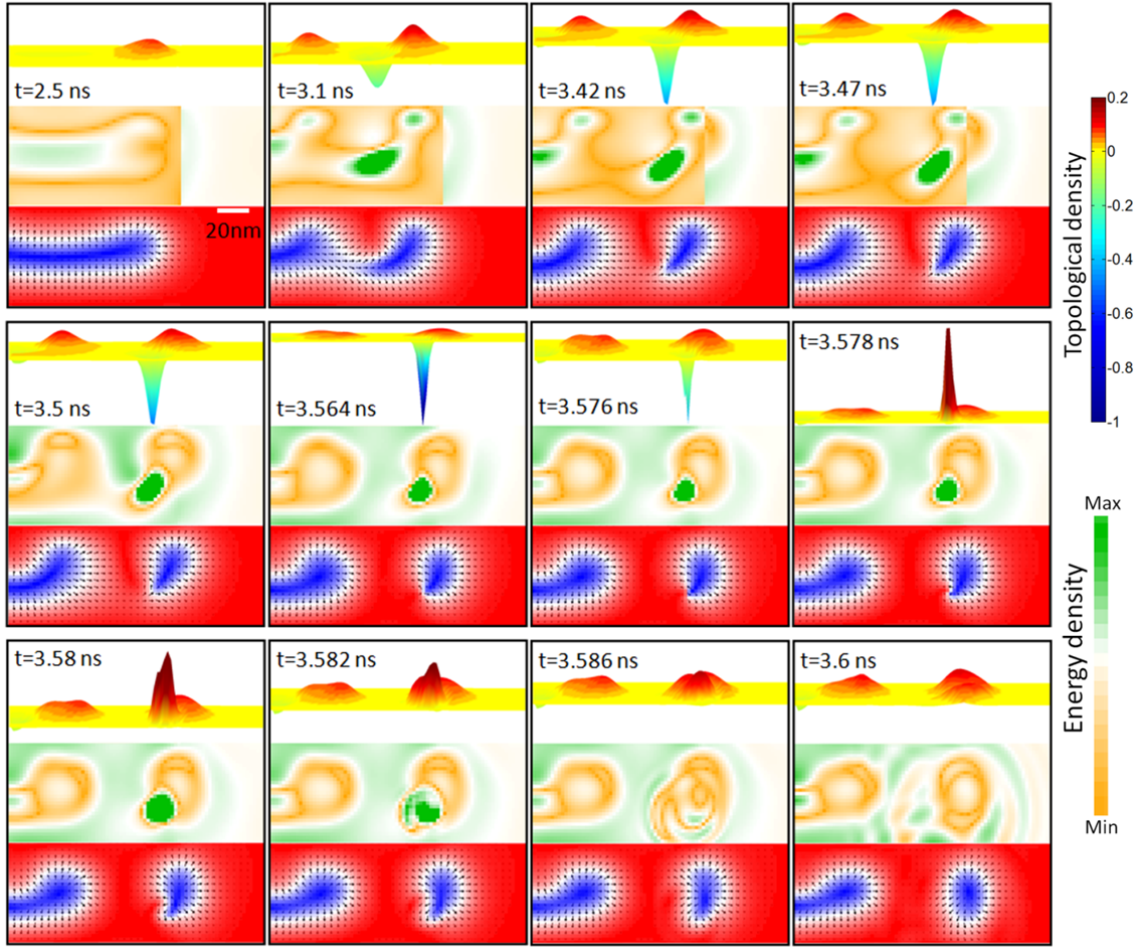 t=2.5 ns
t=3.1 ns
t=3.42 ns
t=3.47 ns
20nm
0.2
0
-0.2
-0.4
-0.6
-0.8
-1
Topological density
t=3.5 ns
t=3.564 ns
t=3.576 ns
t=3.578 ns
t=3.58 ns
t=3.582 ns
t=3.586 ns
t=3.6 ns
Max
Energy density
Min